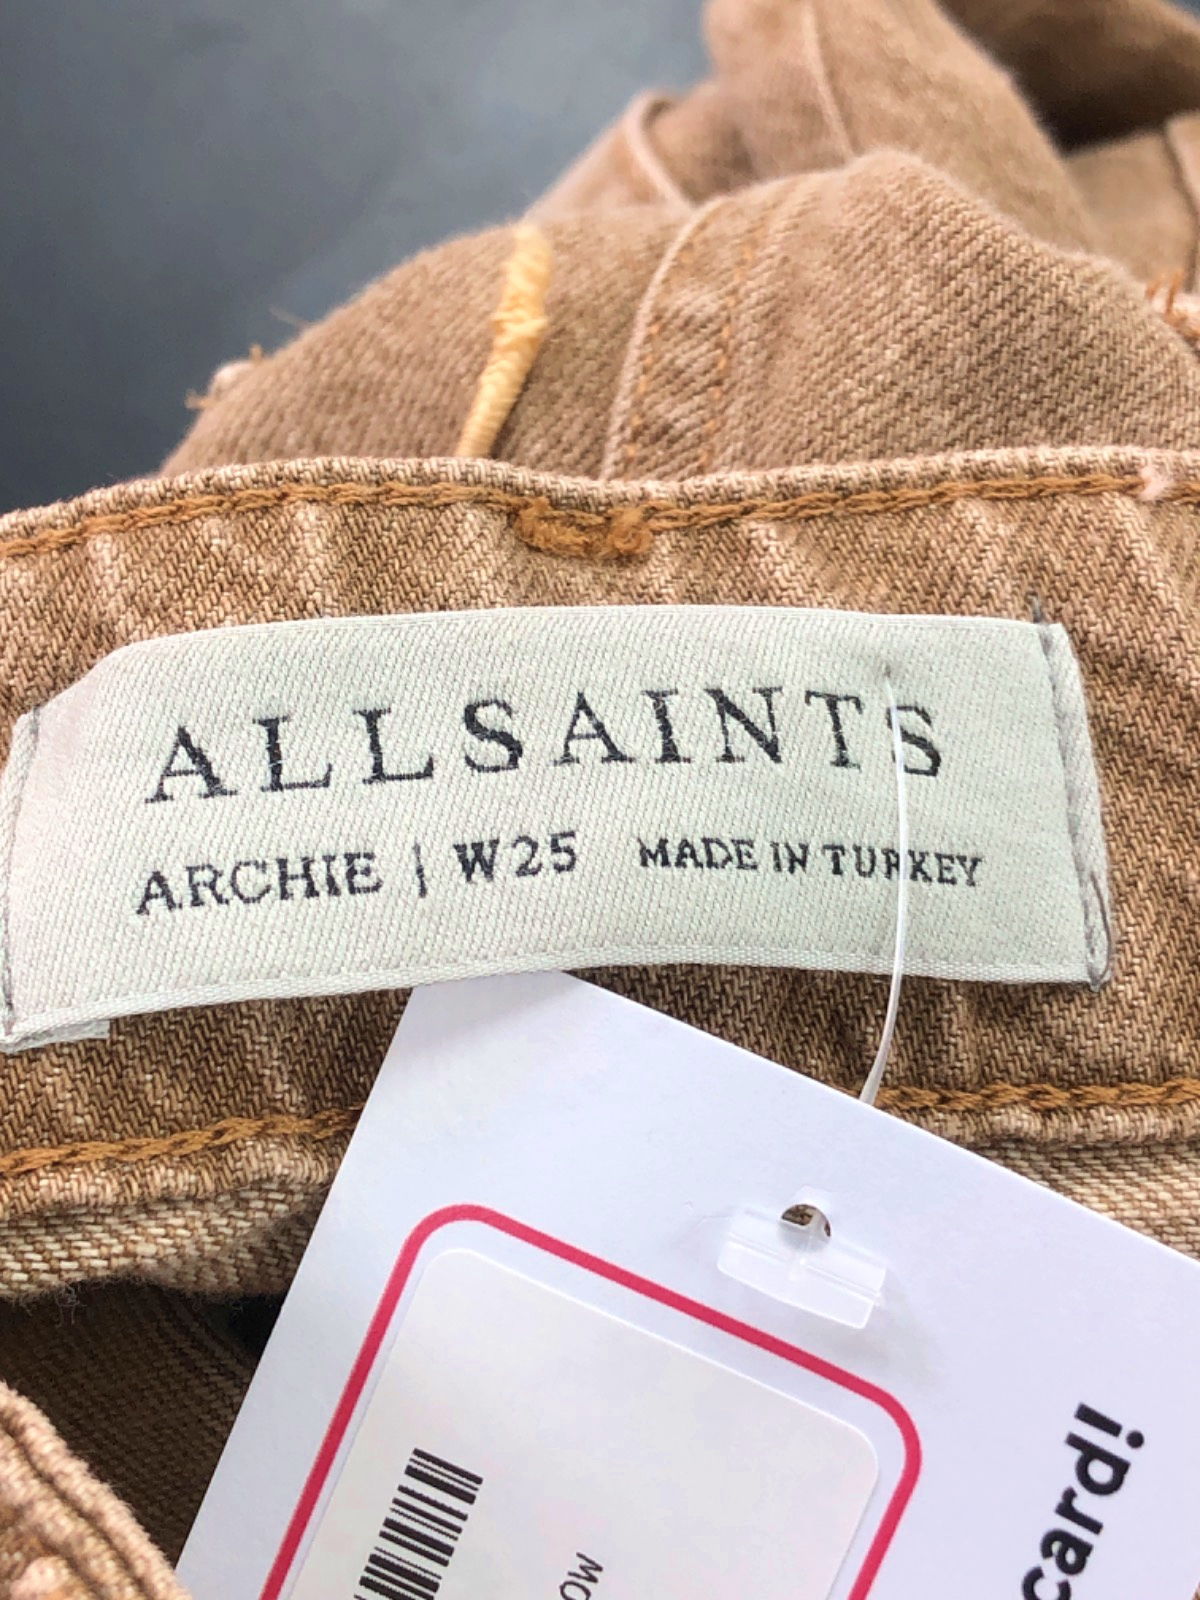 ALLSAINTS
ARCHIE | W25 MADE IN TURKEY
card!